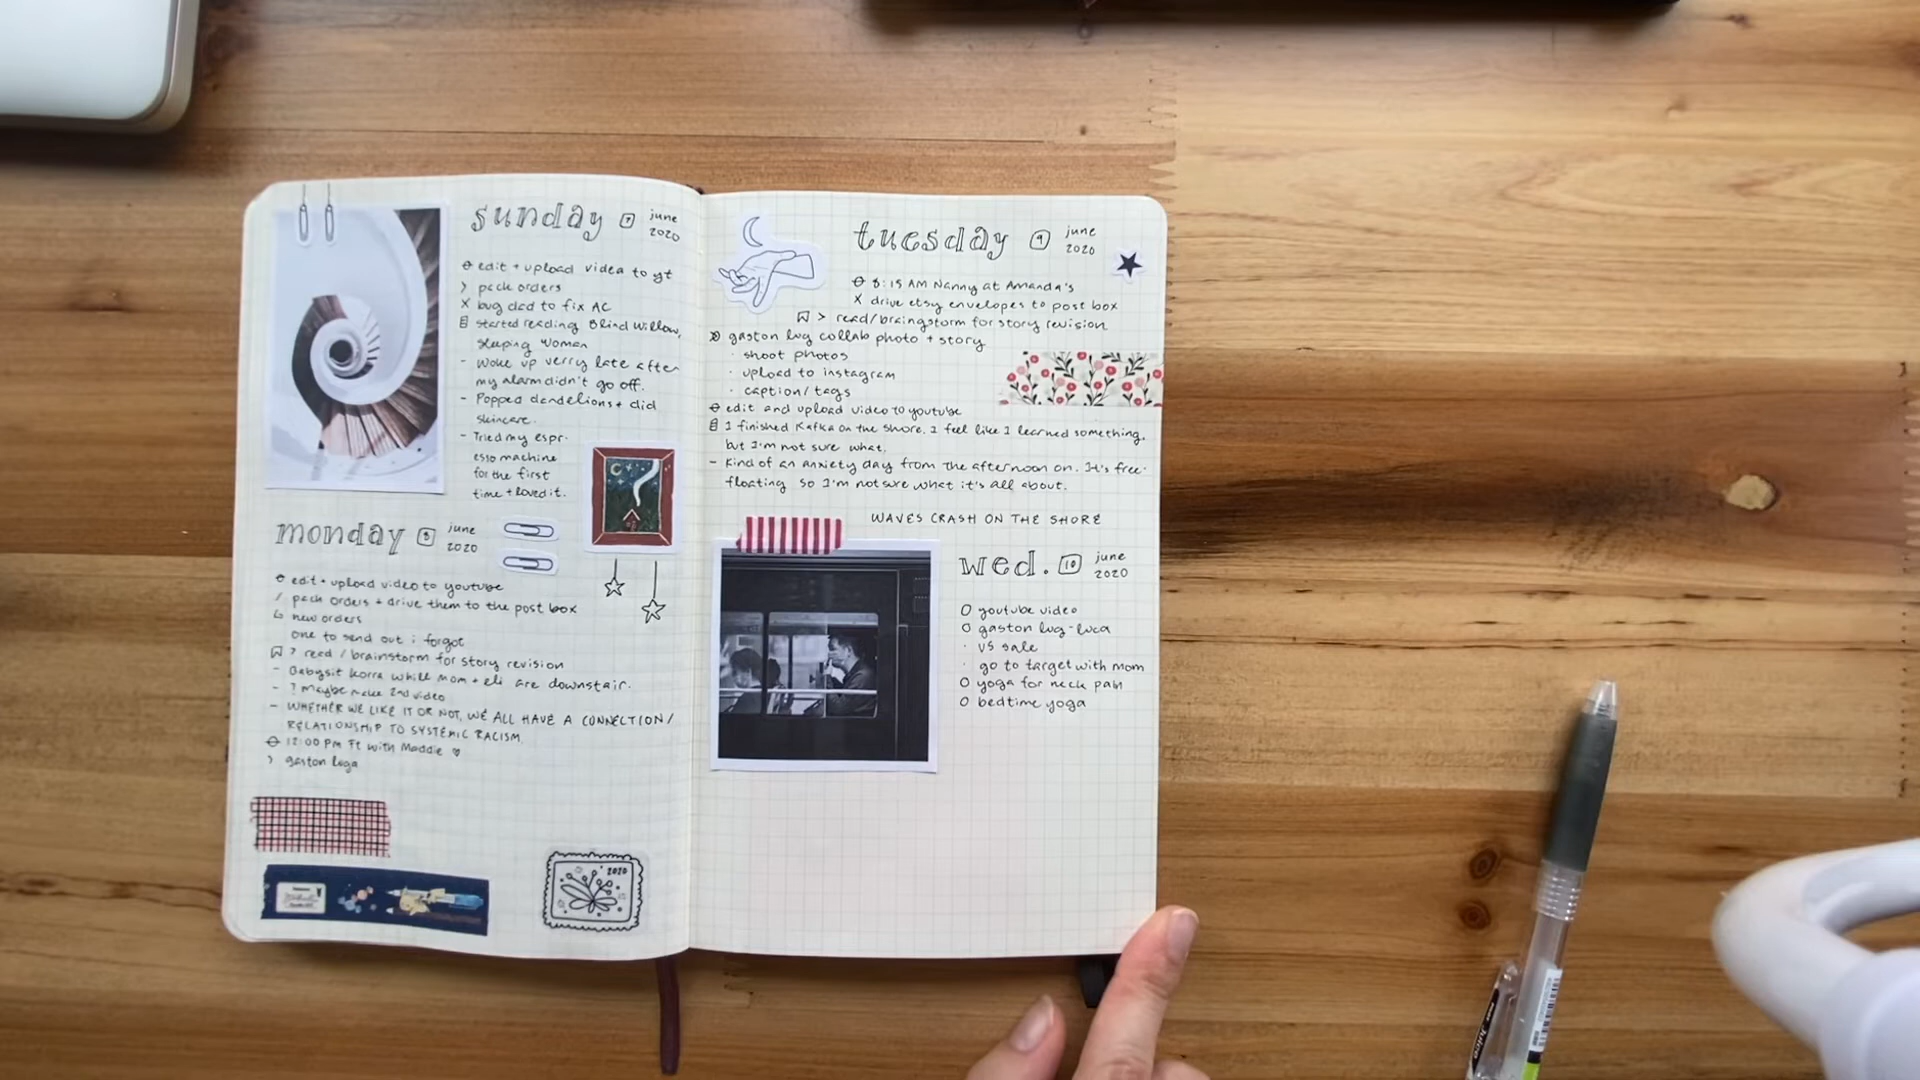 sunday 7 june
2020
edit + upload video to yt
> pack orders
X bug dad to fix AC
started reading Blind Willow,
sleeping woman
- Woke up verry late after
my alarm didn't go off.
- Popped dandelions + did
skincare.
- Tried my espr-
esso machine
for the first
time + loved it.
monday 8 june
2020
edit + upload video to youtube
/ pack orders + drive them to the post box
new orders
one to send out i forgot
> read / brainstorm for story revision
- Babysit Korra while mom + eli are downstair.
- ? maybe make 2nd video
- WHETHER WE LIKE IT OR NOT, WE ALL HAVE A CONNECTION/
RELATIONSHIP TO SYSTEMIC RACISM.
12:00 PM Ft with Maddie ♡
> gaston luga
2020
tuesday 9 june
2020
8:15 AM Nanny at Amanda's
X drive etsy envelopes to post box
> read/braingstorm for story revision
gaston lug collab photo + story
· shoot photos
· upload to instagram
· caption/tags
edit and upload video to youtube
I finished Kafka on the shore. I feel like I learned something,
but I'm not sure what.
- Kind of an anxiety day from the afternoon on. It's free-
floating so I'm not sure what it's all about.
WAVES CRASH ON THE SHORE
wed. 10 june
2020
O youtube video
O gaston lug-luca
· VS sale
· go to target with mom
O yoga for neck pain
O bedtime yoga